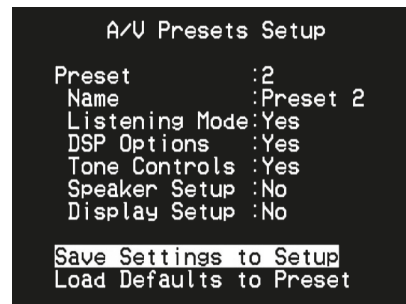 A/V Presets Setup
Preset :2
Name :Preset 2
Listening Mode:Yes
DSP Options :Yes
Tone Controls :Yes
Speaker Setup :No
Display Setup :No
Save Settings to Setup
Load Defaults to Preset